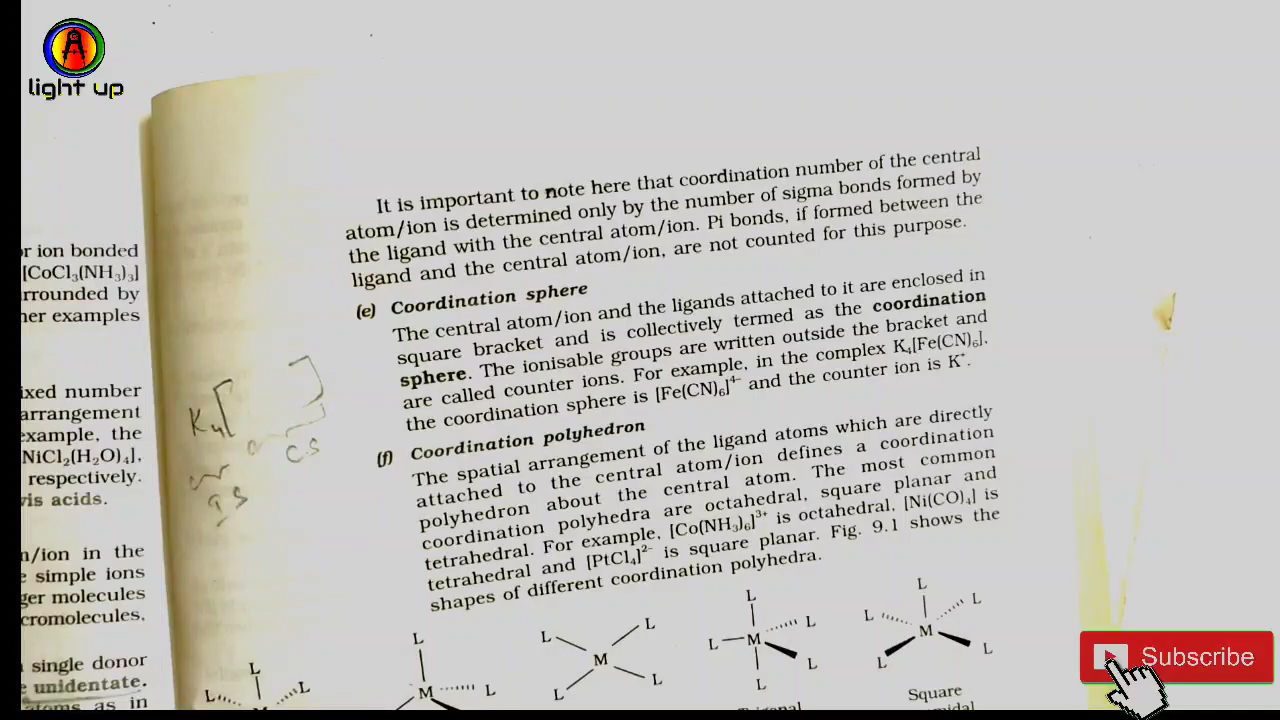 light up
r ion bonded
[CoCl3(NH3)3]
rrounded by
ner examples
ixed number
arrangement
example, the
NiCl2(H2O)4],
respectively.
vis acids.
n/ion in the
e simple ions
ger molecules
cromolecules,
single donor
e unidentate.
atoms as in
It is important to note here that coordination number of the central
atom/ion is determined only by the number of sigma bonds formed by
the ligand with the central atom/ion. Pi bonds, if formed between the
ligand and the central atom/ion, are not counted for this purpose.
(e) Coordination sphere
The central atom/ion and the ligands attached to it are enclosed in
square bracket and is collectively termed as the coordination
sphere. The ionisable groups are written outside the bracket and
are called counter ions. For example, in the complex K4[Fe(CN)6],
the coordination sphere is [Fe(CN)6]4– and the counter ion is K+.
(f) Coordination polyhedron
The spatial arrangement of the ligand atoms which are directly
attached to the central atom/ion defines a coordination
polyhedron about the central atom. The most common
coordination polyhedra are octahedral, square planar and
tetrahedral. For example, [Co(NH3)6]3+ is octahedral, [Ni(CO)4] is
tetrahedral and [PtCl4]2– is square planar. Fig. 9.1 shows the
shapes of different coordination polyhedra.
K4[ ]
CS
L L L M
L M L
L L M L L
L L L M L L
L L L M L L
Square
Subscribe